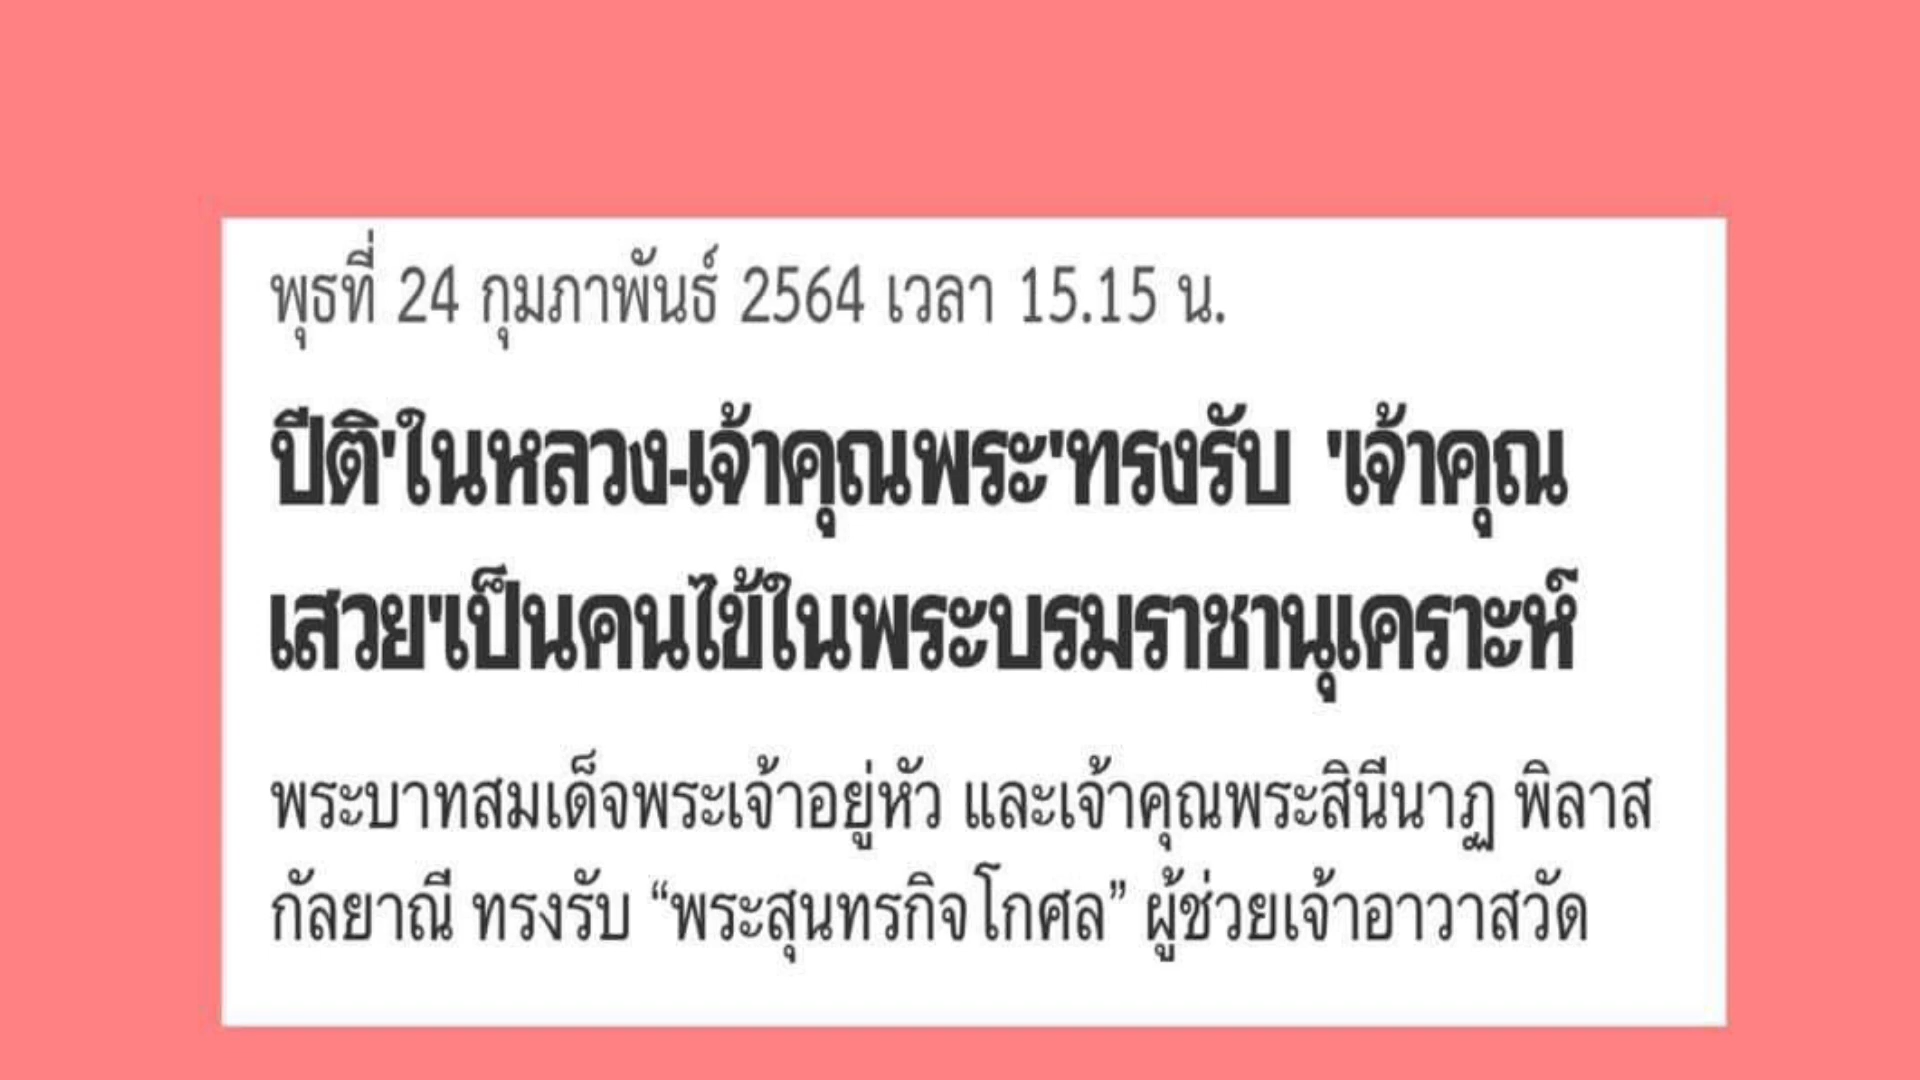 พุธที่ 24 กุมภาพันธ์ 2564 เวลา 15.15 น.
ปีติ'ในหลวง-เจ้าคุณพระ'ทรงรับ 'เจ้าคุณ
เสวย'เป็นคนไข้ในพระบรมราชานุเคราะห์
พระบาทสมเด็จพระเจ้าอยู่หัว และเจ้าคุณพระสินีนาฏ พิลาส
กัลยาณี ทรงรับ “พระสุนทรกิจโกศล” ผู้ช่วยเจ้าอาวาสวัด